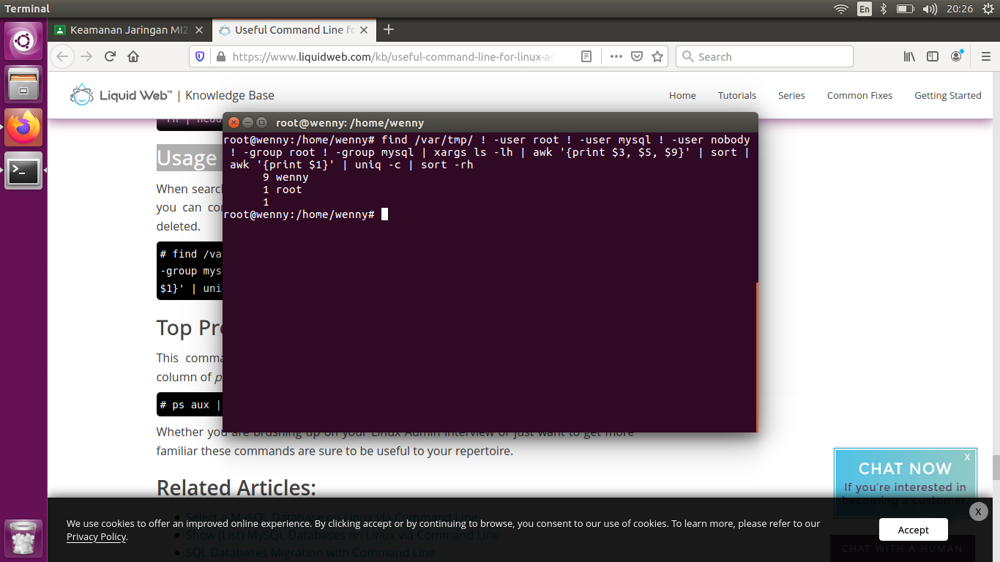 Terminal
En
20:26
Keamanan Jaringan MI2
Useful Command Line fo
https://www.liquidweb.com/kb/useful-command-line-for-linux-ac
Search
Liquid Web™ | Knowledge Base
Home
Tutorials
Series
Common Fixes
Getting Started
root@wenny: /home/wenny
root@wenny:/home/wenny# find /var/tmp/ ! -user root ! -user mysql ! -user nobody
! -group root ! -group mysql | xargs ls -lh | awk '{print $3, $5, $9}' | sort |
awk '{print $1}' | uniq -c | sort -rh
9 wenny
1 root
1
root@wenny:/home/wenny#
Usage
When searc
you can co
deleted.
# find /va
-group mys
$1}' | uni
Top Pr
This comma
column of p
# ps aux |
Whether you are brushing up on your Linux Admin interview or just want to get more
familiar these commands are sure to be useful to your repertoire.
Related Articles:
Select a MySQL Database on Linux via Command Line
Show (List) MySQL Databases on Linux via Command Line
SQL Databases Migration with Command Line
X
CHAT NOW
If you're interested in
becoming a customer.
We use cookies to offer an improved online experience. By clicking accept or by continuing to browse, you consent to our use of cookies. To learn more, please refer to our
Privacy Policy.
Accept
X
CHAT WITH A HUMAN